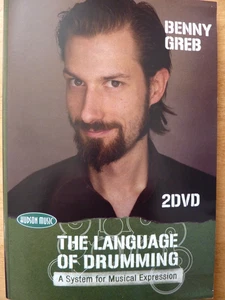 BENNY
GREB
2DVD
HUDSON MUSIC
THE LANGUAGE
OF DRUMMING
A System for Musical Expression